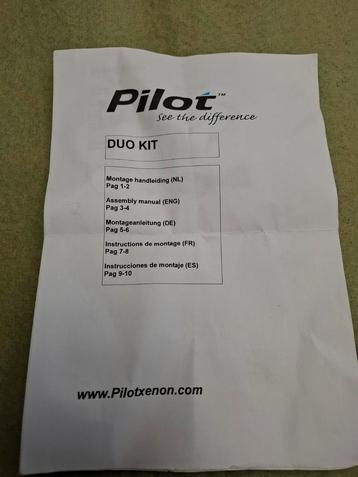 Pilot™
See the difference
DUO KIT
Montage handleiding (NL)
Pag 1-2
Assembly manual (ENG)
Pag 3-4
Montageanleitung (DE)
Pag 5-6
Instructions de montage (FR)
Pag 7-8
Instrucciones de montaje (ES)
Pag 9-10
www.Pilotxenon.com